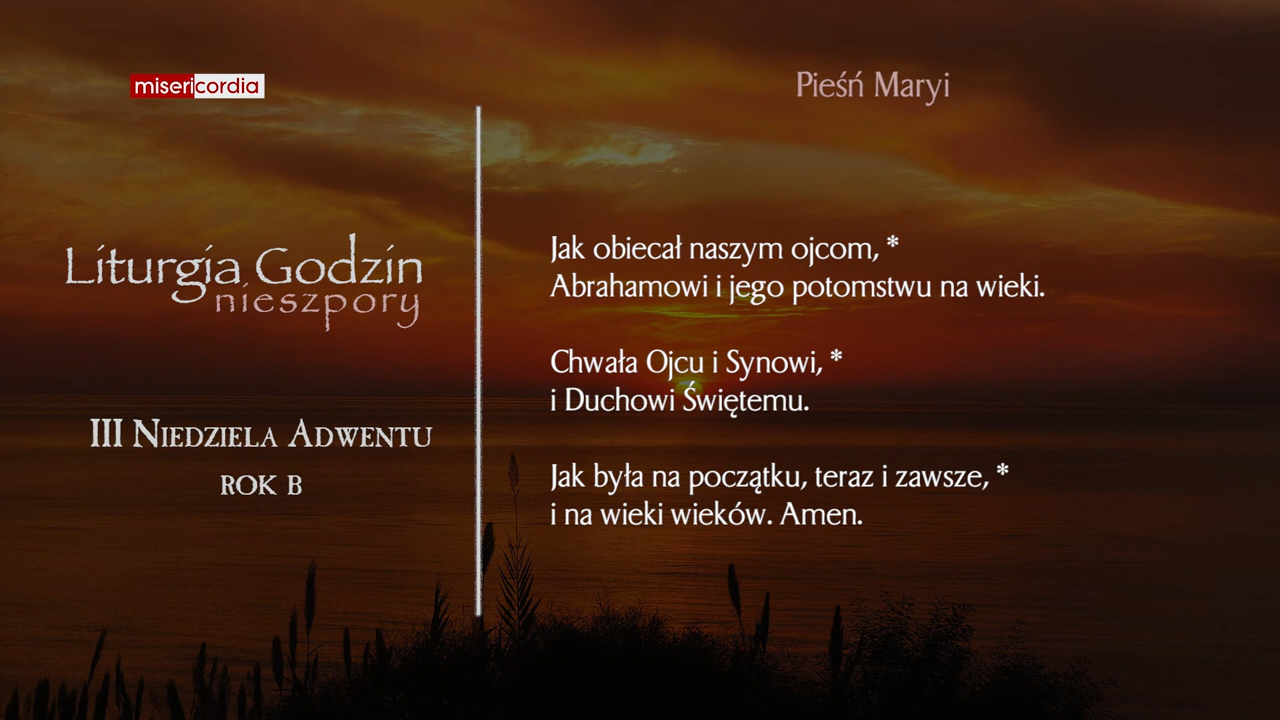 misericordia
Liturgia Godzin
nieszpory
III Niedziela Adwentu
rok B
Pieśń Maryi
Jak obiecał naszym ojcom, *
Abrahamowi i jego potomstwu na wieki.
Chwała Ojcu i Synowi, *
i Duchowi Świętemu.
Jak była na początku, teraz i zawsze, *
i na wieki wieków. Amen.